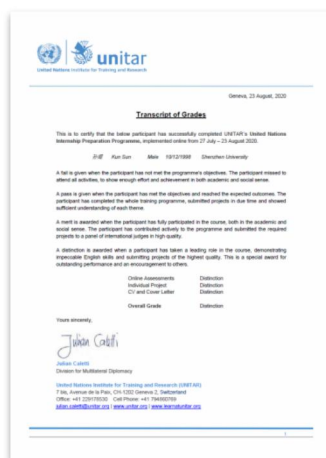 unitar
United Nations Institute for Training and Research
Geneva, 23 August, 2020
Transcript of Grades
This is to certify that the below participant has successfully completed UNITAR's United Nations
Internship Preparation Programme, implemented online from 27 July – 23 August 2020.
Kun Sun Male 10/12/1998 Shenzhen University
A fail is given when the participant has not met the programme's objectives. The participant missed to
attend all activities, to show enough effort and achievement in both academic and social sense.
A pass is given when the participant has met the objectives and reached the expected outcomes. The
participant has completed the whole training programme, submitted projects in due time and showed
sufficient understanding of each theme.
A merit is awarded when the participant has fully participated in the course, both in the academic and
social sense. The participant has contributed actively to the programme and submitted the required
projects to a panel of international judges in high quality.
A distinction is awarded when a participant has taken a leading role in the course, demonstrating
impeccable English skills and submitting projects of the highest quality. This is a special award for
outstanding performance and an encouragement to others.
Online Assessments Distinction
Individual Project Distinction
CV and Cover Letter Distinction
Overall Grade Distinction
Yours sincerely,
Julian Caletti
Julian Caletti
Division for Multilateral Diplomacy
United Nations Institute for Training and Research (UNITAR)
7 bis, Avenue de la Paix, CH-1202 Geneva 2, Switzerland
Office: +41 229178530 Cell Phone: +41 794000769
julian.caletti@unitar.org / www.unitar.org / www.learnatunitar.org
1